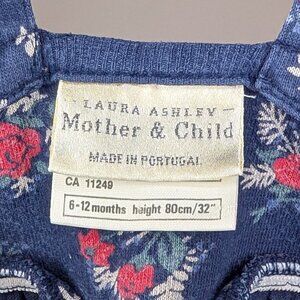 LAURA ASHLEY
Mother & Child
MADE IN PORTUGAL
CA 11249
6-12 months height 80cm/32"